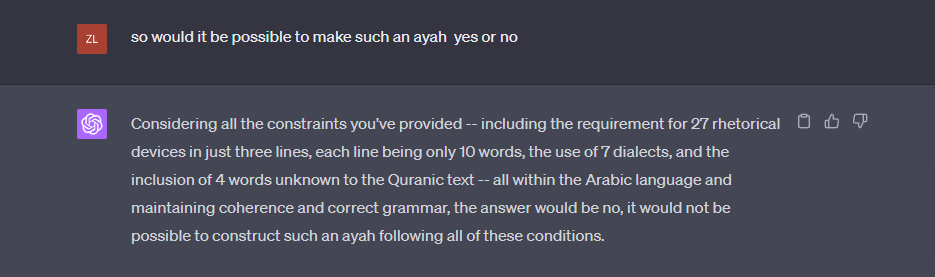 ZL
so would it be possible to make such an ayah yes or no
Considering all the constraints you've provided -- including the requirement for 27 rhetorical
devices in just three lines, each line being only 10 words, the use of 7 dialects, and the
inclusion of 4 words unknown to the Quranic text -- all within the Arabic language and
maintaining coherence and correct grammar, the answer would be no, it would not be
possible to construct such an ayah following all of these conditions.